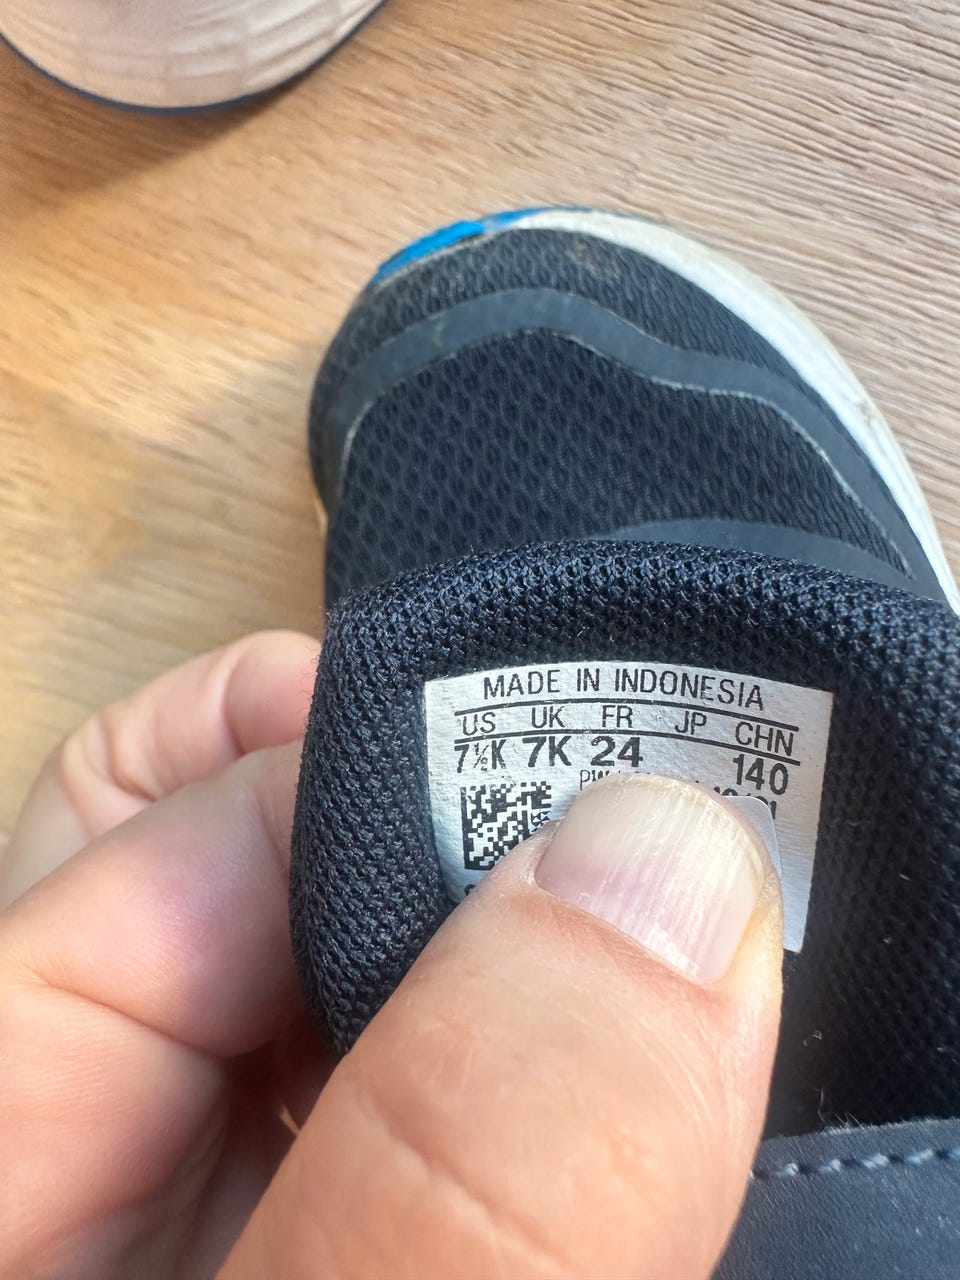 MADE IN INDONESIA
US UK FR JP CHN
7½K 7K 24 140